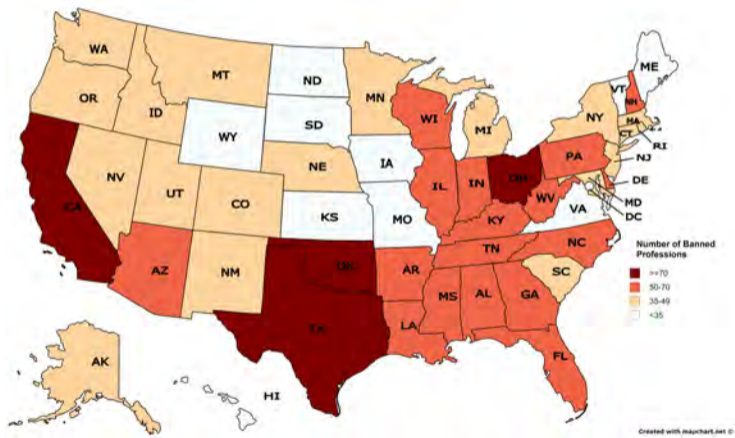 WA
MT
ND
MN
ME
VT
NH
OR
ID
SD
WI
NY
MA
WY
MI
CT
RI
NV
NE
IA
PA
NJ
UT
CO
IL
IN
OH
DE
CA
KS
MO
WV
VA
MD
DC
KY
AZ
NM
OK
AR
TN
NC
SC
TX
LA
MS
AL
GA
FL
AK
HI
Number of Banned
Professions
>=70
50-70
35-49
<35
Created with mapchart.net ©